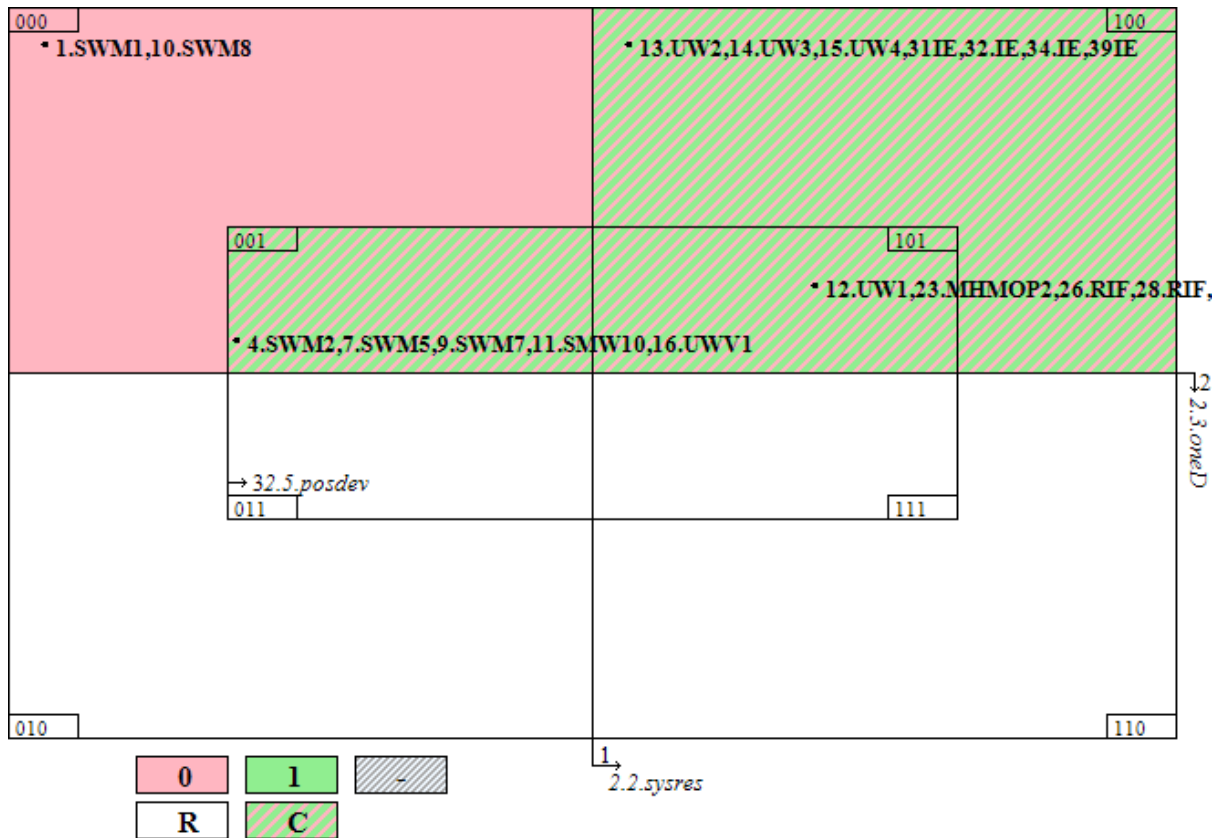 000
100
1.SWM1,10.SWM8
13.UW2,14.UW3,15.UW4,31IE,32.IE,34.IE,39IE
001
101
12.UW1,23.MHMOP2,26.RIF,28.RIF,
4.SWM2,7.SWM5,9.SWM7,11.SMW10,16.UWV1
2
2.3.oneD
3 2.5.posdev
011
111
010
110
1
2.2.sysres
0 1 -
R C